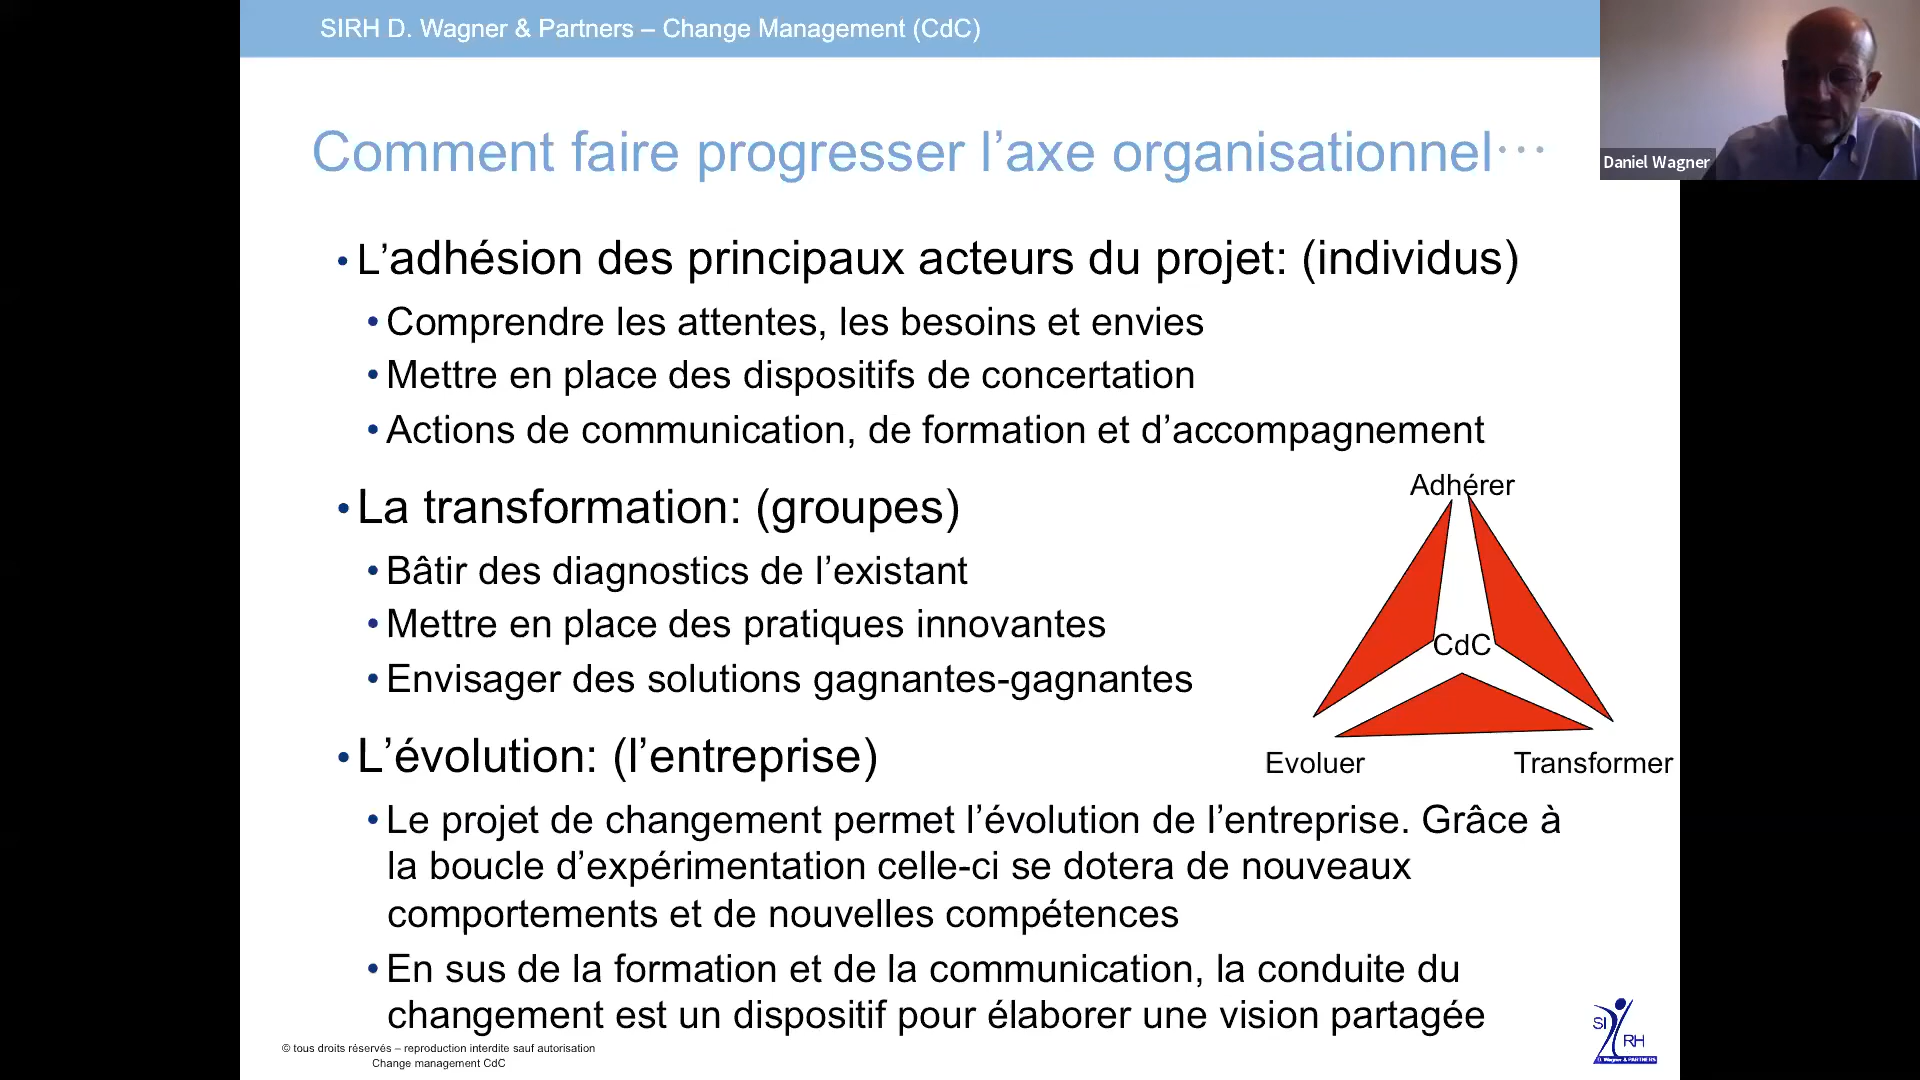 SIRH D. Wagner & Partners – Change Management (CdC)
Daniel Wagner
Comment faire progresser l’axe organisationnel…
• L’adhésion des principaux acteurs du projet: (individus)
• Comprendre les attentes, les besoins et envies
• Mettre en place des dispositifs de concertation
• Actions de communication, de formation et d’accompagnement
• La transformation: (groupes)
• Bâtir des diagnostics de l’existant
• Mettre en place des pratiques innovantes
• Envisager des solutions gagnantes-gagnantes
Adhérer
CdC
Evoluer
Transformer
• L’évolution: (l’entreprise)
• Le projet de changement permet l’évolution de l’entreprise. Grâce à
la boucle d’expérimentation celle-ci se dotera de nouveaux
comportements et de nouvelles compétences
• En sus de la formation et de la communication, la conduite du
changement est un dispositif pour élaborer une vision partagée
© tous droits réservés – reproduction interdite sauf autorisation
Change management CdC
SI
RH
D. Wagner & PARTNERS